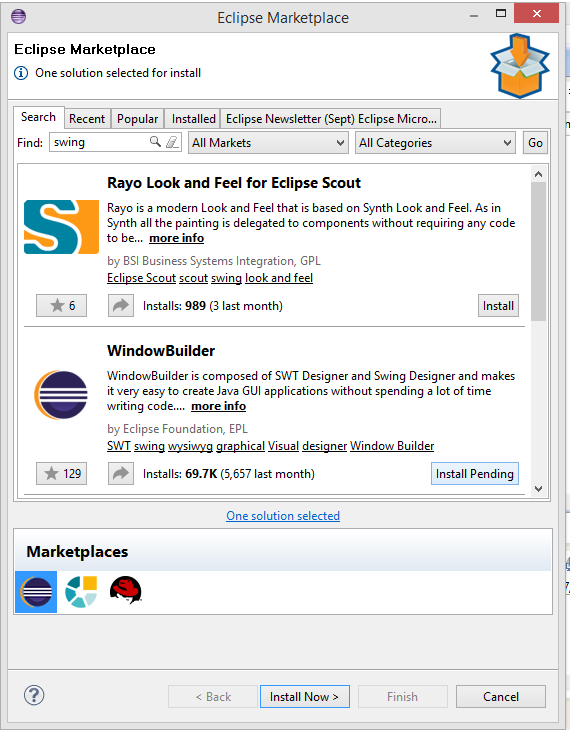 Eclipse Marketplace
Eclipse Marketplace
One solution selected for install
Search Recent Popular Installed Eclipse Newsletter (Sept) Eclipse Micro...
Find: swing All Markets All Categories Go
Rayo Look and Feel for Eclipse Scout
Rayo is a modern Look and Feel that is based on Synth Look and Feel. As in
Synth all the painting is delegated to components without requiring any code
to be... more info
by BSI Business Systems Integration, GPL
Eclipse Scout scout swing look and feel
6 Installs: 989 (3 last month) Install
WindowBuilder
WindowBuilder is composed of SWT Designer and Swing Designer and makes
it very easy to create Java GUI applications without spending a lot of time
writing code.... more info
by Eclipse Foundation, EPL
SWT swing wysiwyg graphical Visual designer Window Builder
129 Installs: 69.7K (5,657 last month) Install Pending
One solution selected
Marketplaces
? < Back Install Now > Finish Cancel